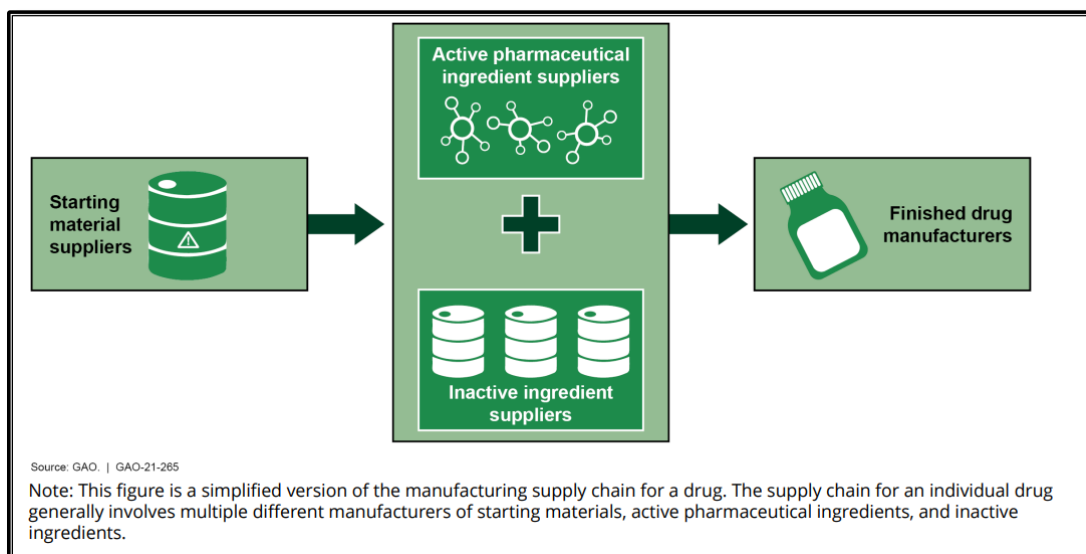 Active pharmaceutical
ingredient suppliers
Starting
material
suppliers
Finished drug
manufacturers
Inactive ingredient
suppliers
Source: GAO. | GAO-21-265
Note: This figure is a simplified version of the manufacturing supply chain for a drug. The supply chain for an individual drug
generally involves multiple different manufacturers of starting materials, active pharmaceutical ingredients, and inactive
ingredients.